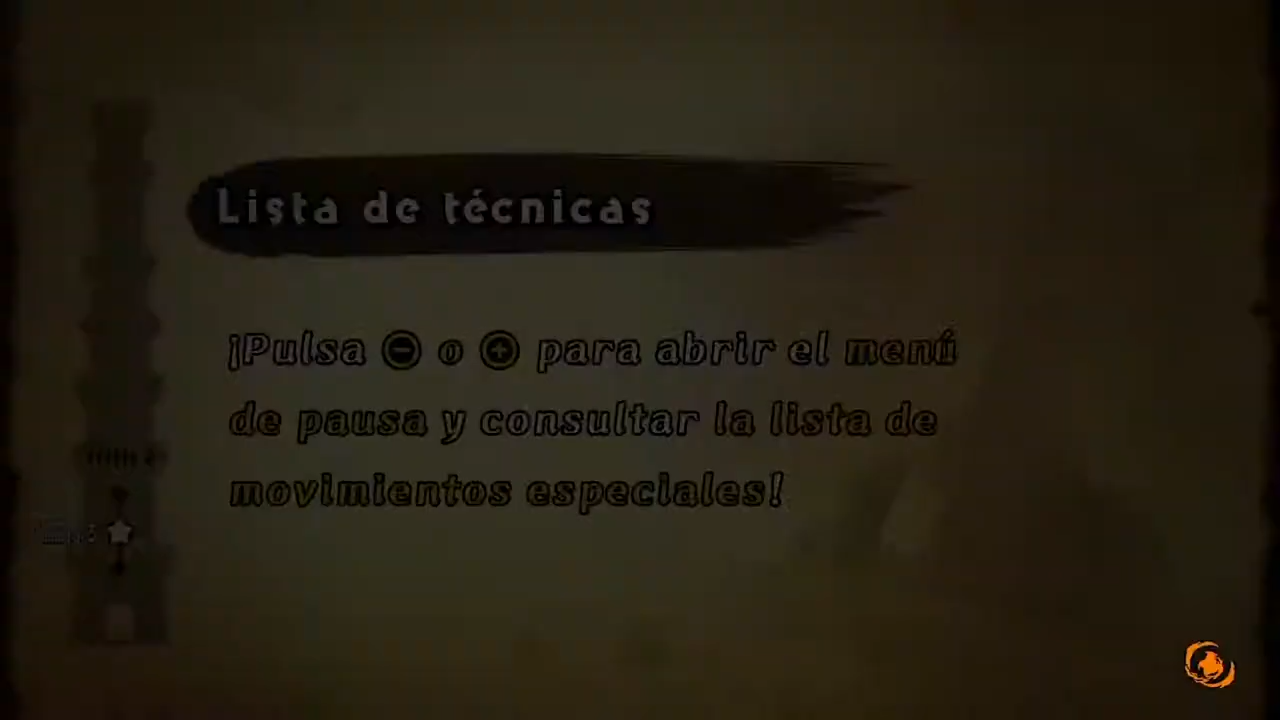 Lista de técnicas
¡Pulsa ⊖ o ⊕ para abrir el menú
de pausa y consultar la lista de
movimientos especiales!